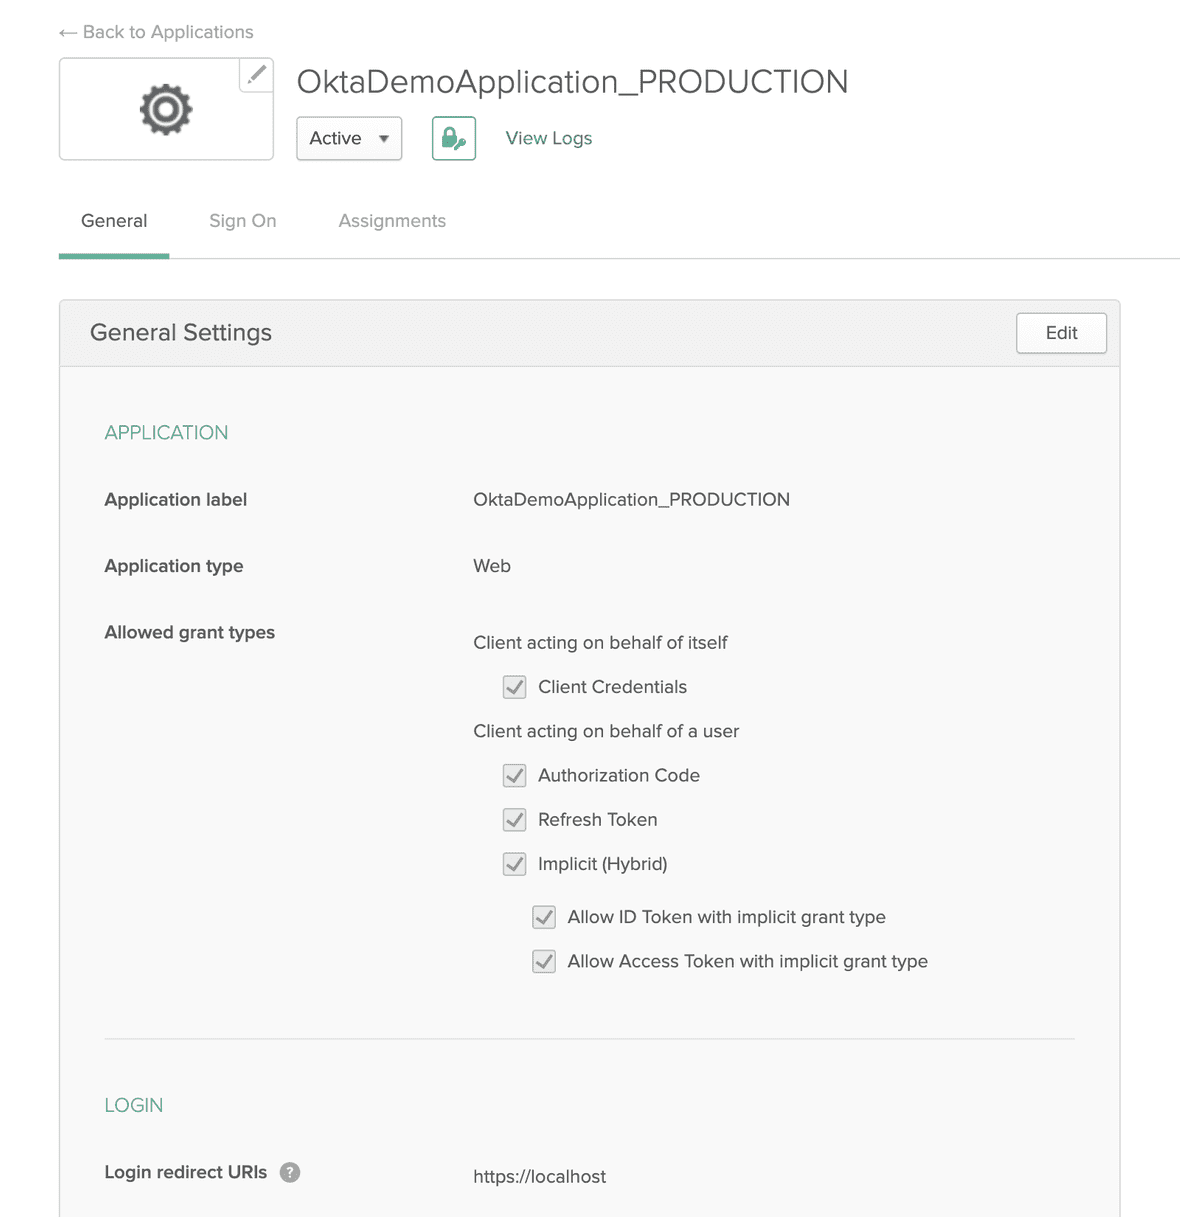 ← Back to Applications
OktaDemoApplication_PRODUCTION
Active
View Logs
General Sign On Assignments
General Settings
Edit
APPLICATION
Application label OktaDemoApplication_PRODUCTION
Application type Web
Allowed grant types
Client acting on behalf of itself
Client Credentials
Client acting on behalf of a user
Authorization Code
Refresh Token
Implicit (Hybrid)
Allow ID Token with implicit grant type
Allow Access Token with implicit grant type
LOGIN
Login redirect URIs ? https://localhost